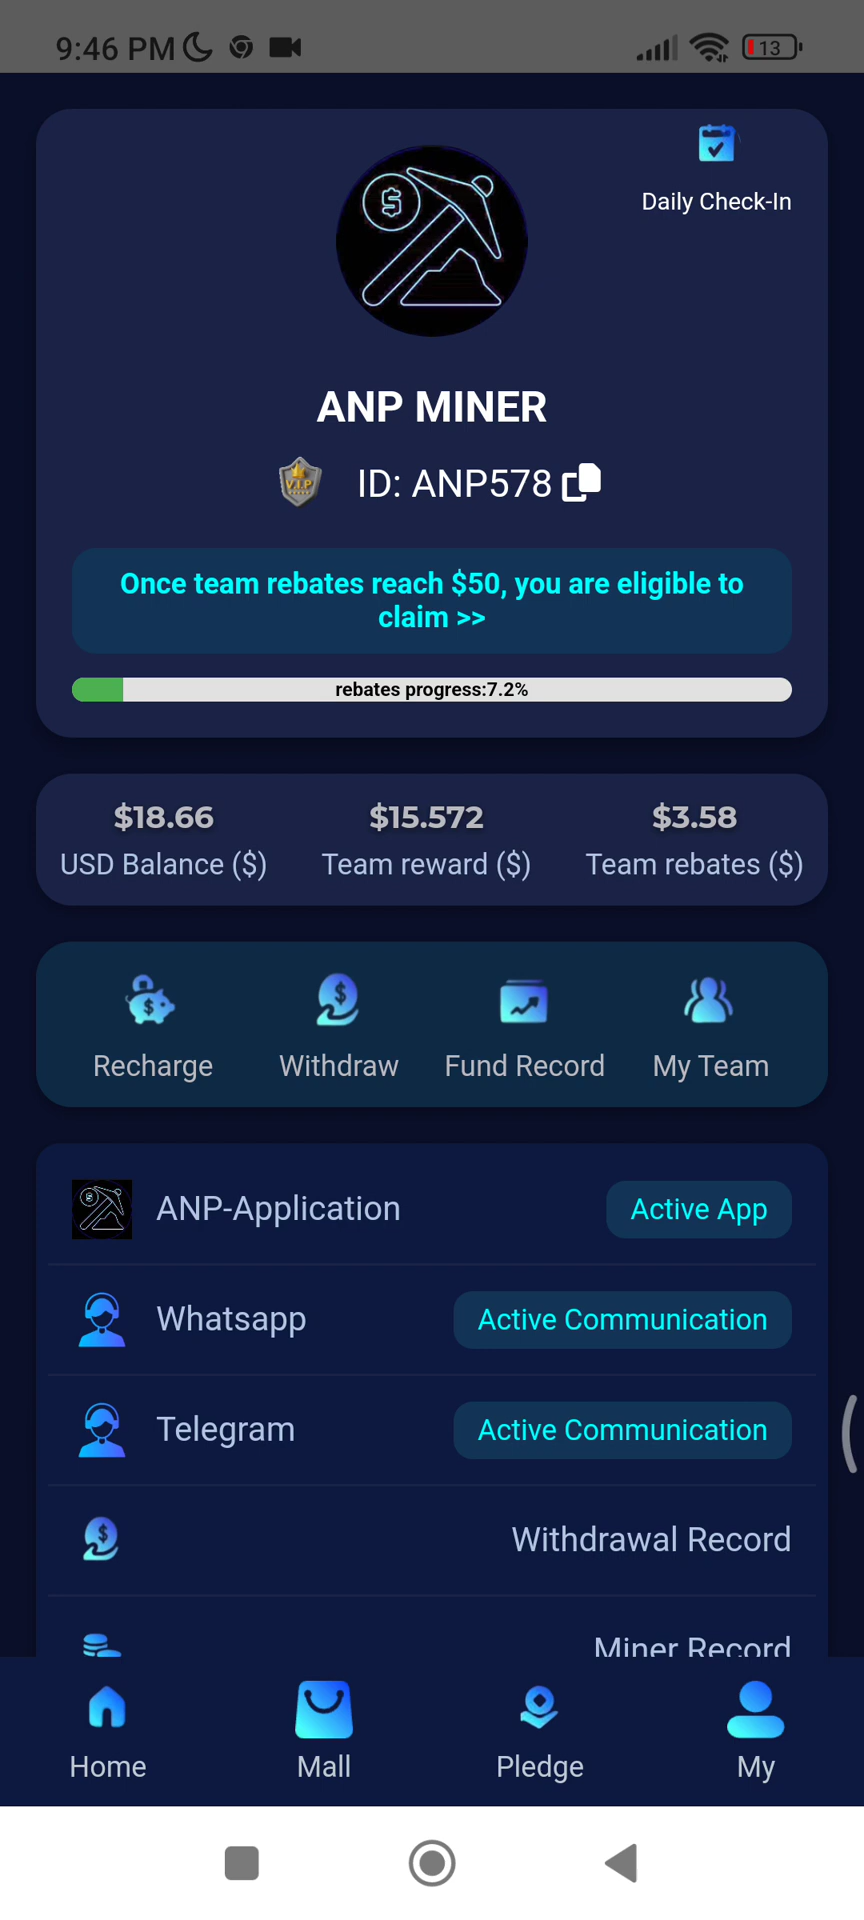 9:46 PM
13
Daily Check-In
ANP MINER
V.I.P
ID: ANP578
Once team rebates reach $50, you are eligible to
claim >>
rebates progress:7.2%
$18.66 $15.572 $3.58
USD Balance ($) Team reward ($) Team rebates ($)
Recharge Withdraw Fund Record My Team
ANP-Application Active App
Whatsapp Active Communication
Telegram Active Communication
Withdrawal Record
Miner Record
Home Mall Pledge My